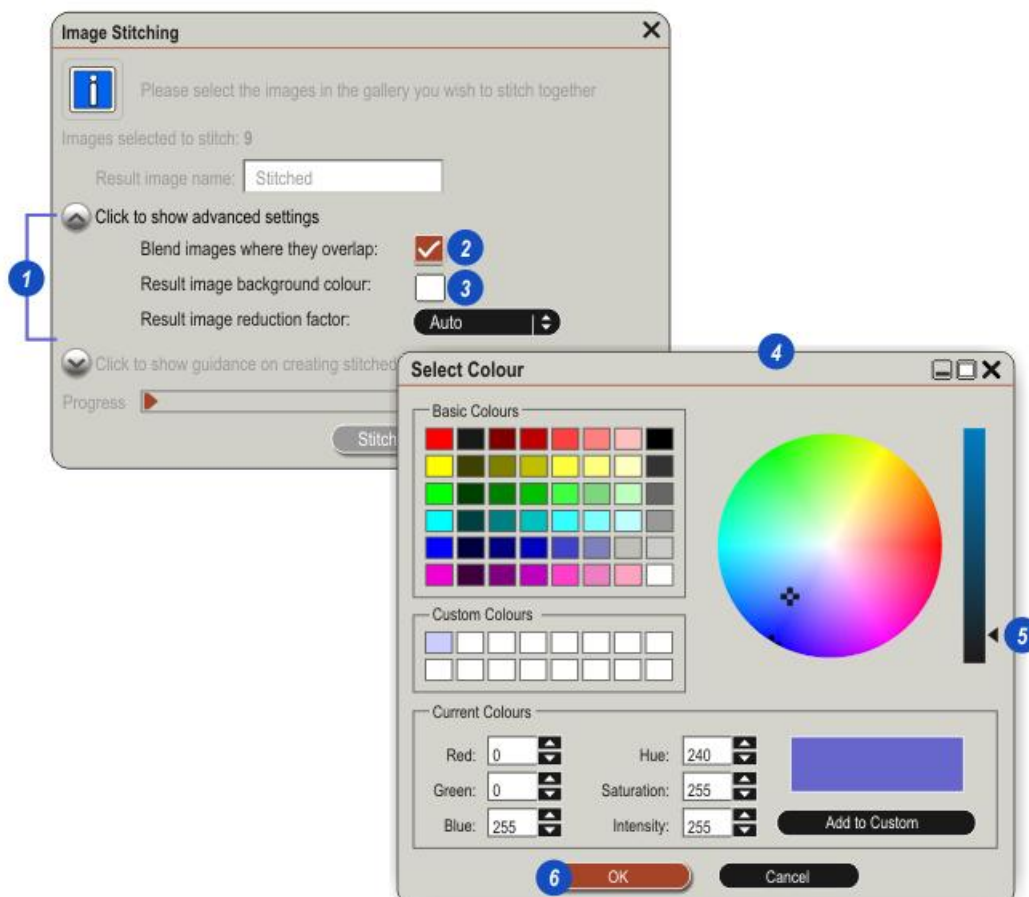 Image Stitching
Please select the images in the gallery you wish to stitch together
Images selected to stitch: 9
Result image name: Stitched
Click to show advanced settings
Blend images where they overlap: 2
1
Result image background colour: 3
Result image reduction factor: Auto
Click to show guidance on creating stitched
Progress
Stitch
4
Select Colour
Basic Colours
5
Custom Colours
Current Colours
Red: 0 Hue: 240
Green: 0 Saturation: 255
Blue: 255 Intensity: 255 Add to Custom
6 OK Cancel